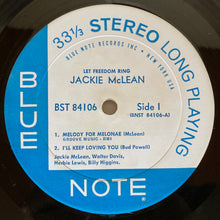 33⅓ STEREO LONG PLAYING
BLUE NOTE RECORDS INC • NEW YORK USA
LET FREEDOM RING
JACKIE McLEAN
BST 84106 Side 1
(BNST 84106-A)
1. MELODY FOR MELONAE (McLean)
GROOVE MUSIC - BMI
2. I'LL KEEP LOVING YOU (Bud Powell)
Jackie McLean, Walter Davis,
Herbie Lewis, Billy Higgins.
BLUE
NOTE